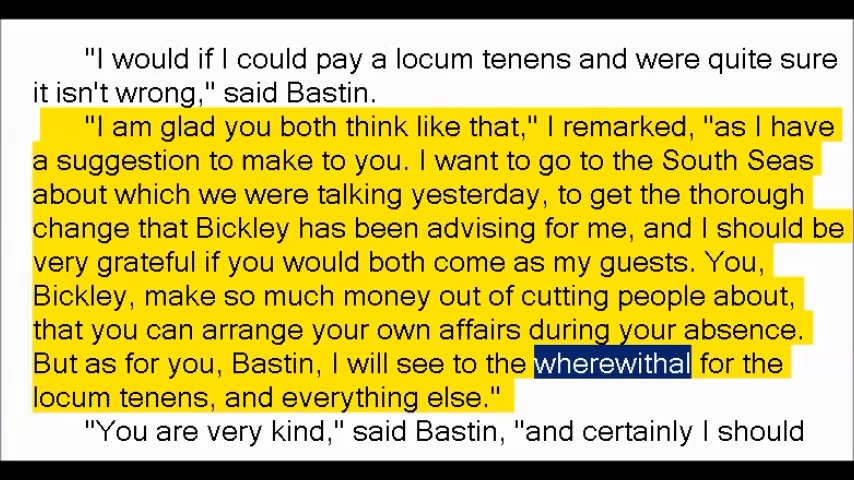 "I would if I could pay a locum tenens and were quite sure
it isn't wrong," said Bastin.
"I am glad you both think like that," I remarked, "as I have
a suggestion to make to you. I want to go to the South Seas
about which we were talking yesterday, to get the thorough
change that Bickley has been advising for me, and I should be
very grateful if you would both come as my guests. You,
Bickley, make so much money out of cutting people about,
that you can arrange your own affairs during your absence.
But as for you, Bastin, I will see to the wherewithal for the
locum tenens, and everything else."
"You are very kind," said Bastin, "and certainly I should